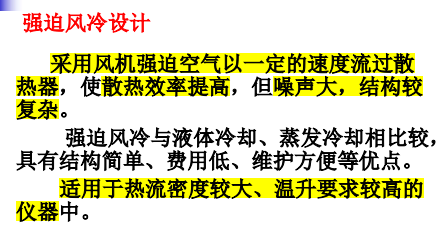 强迫风冷设计
采用风机强迫空气以一定的速度流过散
热器，使散热效率提高，但噪声大，结构较
复杂。
强迫风冷与液体冷却、蒸发冷却相比较，
具有结构简单、费用低、维护方便等优点。
适用于热流密度较大、温升要求较高的
仪器中。